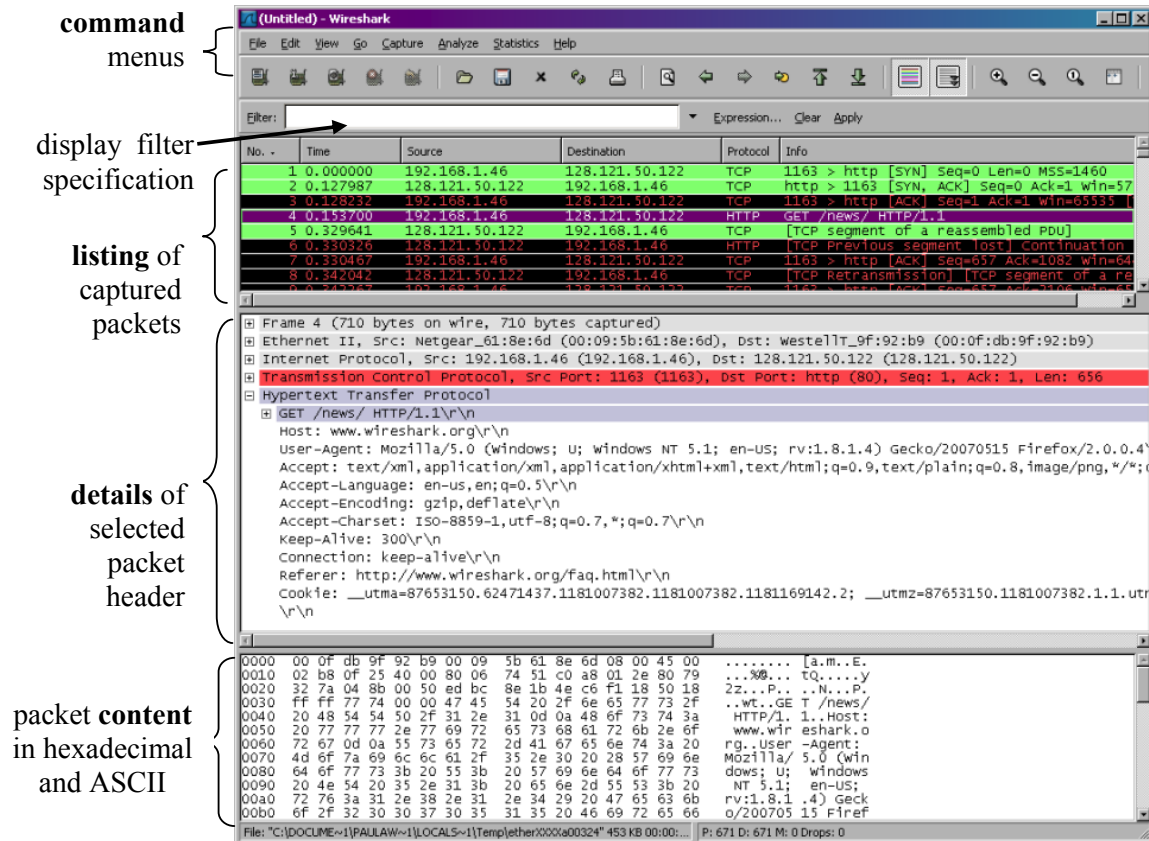 command
menus
display filter
specification
listing of
captured
packets
details of
selected
packet
header
packet content
in hexadecimal
and ASCII
(Untitled) - Wireshark
File Edit View Go Capture Analyze Statistics Help
Filter: Expression... Clear Apply
No. - Time Source Destination Protocol Info
1 0.000000 192.168.1.46 128.121.50.122 TCP 1163 > http [SYN] Seq=0 Len=0 MSS=1460
2 0.127987 128.121.50.122 192.168.1.46 TCP http > 1163 [SYN, ACK] Seq=0 Ack=1 Win=57
3 0.128232 192.168.1.46 128.121.50.122 TCP 1163 > http [ACK] Seq=1 Ack=1 Win=65535 [
4 0.153700 192.168.1.46 128.121.50.122 HTTP GET /news/ HTTP/1.1
5 0.329641 128.121.50.122 192.168.1.46 TCP [TCP segment of a reassembled PDU]
6 0.330326 128.121.50.122 192.168.1.46 HTTP [TCP Previous segment lost] Continuation
7 0.330467 192.168.1.46 128.121.50.122 TCP 1163 > http [ACK] Seq=657 Ack=1082 Win=64
8 0.342042 128.121.50.122 192.168.1.46 TCP [TCP Retransmission] [TCP segment of a re
Frame 4 (710 bytes on wire, 710 bytes captured)
Ethernet II, Src: Netgear_61:8e:6d (00:09:5b:61:8e:6d), Dst: WestellT_9f:92:b9 (00:0f:db:9f:92:b9)
Internet Protocol, Src: 192.168.1.46 (192.168.1.46), Dst: 128.121.50.122 (128.121.50.122)
Transmission Control Protocol, Src Port: 1163 (1163), Dst Port: http (80), Seq: 1, Ack: 1, Len: 656
Hypertext Transfer Protocol
GET /news/ HTTP/1.1\r\n
Host: www.wireshark.org\r\n
User-Agent: Mozilla/5.0 (Windows; U; Windows NT 5.1; en-US; rv:1.8.1.4) Gecko/20070515 Firefox/2.0.0.4\
Accept: text/xml,application/xml,application/xhtml+xml,text/html;q=0.9,text/plain;q=0.8,image/png,*/*;q
Accept-Language: en-us,en;q=0.5\r\n
Accept-Encoding: gzip,deflate\r\n
Accept-Charset: ISO-8859-1,utf-8;q=0.7,*;q=0.7\r\n
Keep-Alive: 300\r\n
Connection: keep-alive\r\n
Referer: http://www.wireshark.org/faq.html\r\n
Cookie: __utma=87653150.62471437.1181007382.1181007382.1181169142.2; __utmz=87653150.1181007382.1.1.utm
\r\n
0000 00 0f db 9f 92 b9 00 09 5b 61 8e 6d 08 00 45 00 ........ [a.m..E.
0010 02 b8 0f 25 40 00 80 06 74 51 c0 a8 01 2e 80 79 ...%@... tQ.....y
0020 32 7a 04 8b 00 50 ed bc 8e 1b 4e c6 f1 18 50 18 2z...P.. ..N...P.
0030 ff ff 77 74 00 00 47 45 54 20 2f 6e 65 77 73 2f ..wt..GE T /news/
0040 20 48 54 54 50 2f 31 2e 31 0d 0a 48 6f 73 74 3a HTTP/1. 1..Host:
0050 20 77 77 77 2e 77 69 72 65 73 68 61 72 6b 2e 6f www.wir eshark.o
0060 72 67 0d 0a 55 73 65 72 2d 41 67 65 6e 74 3a 20 rg..User -Agent:
0070 4d 6f 7a 69 6c 6c 61 2f 35 2e 30 20 28 57 69 6e Mozilla/ 5.0 (Win
0080 64 6f 77 73 3b 20 55 3b 20 57 69 6e 64 6f 77 73 dows; U; Windows
0090 20 4e 54 20 35 2e 31 3b 20 65 6e 2d 55 53 3b 20 NT 5.1; en-US;
00a0 72 76 3a 31 2e 38 2e 31 2e 34 29 20 47 65 63 6b rv:1.8.1 .4) Geck
00b0 6f 2f 32 30 30 37 30 35 31 35 20 46 69 72 65 66 o/200705 15 Firef
File: "C:\DOCUME~1\PAULAW~1\LOCALS~1\Temp\etherXXXXa00324" 453 KB 00:00:... P: 671 D: 671 M: 0 Drops: 0